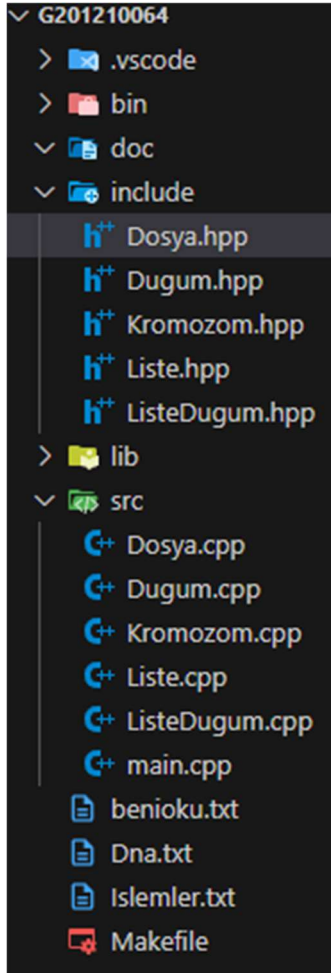 G201210064
.vscode
bin
doc
include
h++ Dosya.hpp
h++ Dugum.hpp
h++ Kromozom.hpp
h++ Liste.hpp
h++ ListeDugum.hpp
lib
src
C++ Dosya.cpp
C++ Dugum.cpp
C++ Kromozom.cpp
C++ Liste.cpp
C++ ListeDugum.cpp
C++ main.cpp
benioku.txt
Dna.txt
Islemler.txt
Makefile